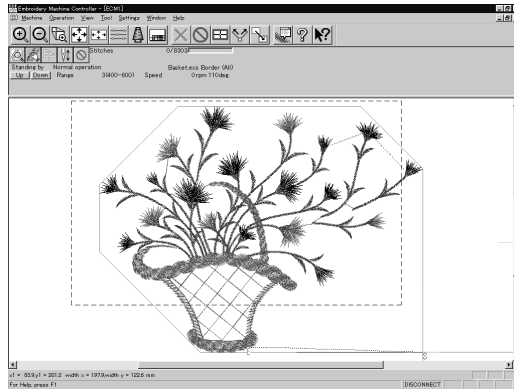 Embroidery Machine Controller - [ECM1]
Machine Operation View Tool Settings Window Help
Stitches 0/8303
Standing by Normal operation Basket.ecs Border (All)
Up Down Range 3(400-600) Speed 0rpm 110deg.
S
x1 = 63.9,y1 = 201.2 width x = 197.9,width y = 122.6 mm
For Help, press F1 DISCONNECT